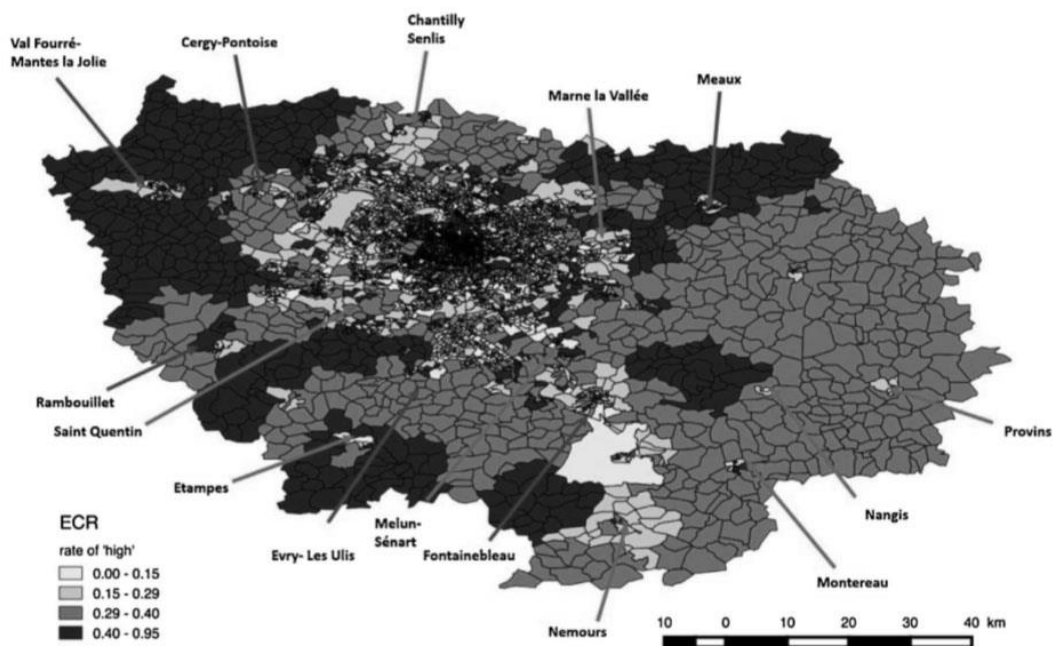 Chantilly
Senlis
Val Fourré-
Mantes la Jolie
Cergy-Pontoise
Meaux
Marne la Vallée
Rambouillet
Saint Quentin
Provins
Etampes
Nangis
Melun-
Sénart
Evry- Les Ulis
Fontainebleau
Montereau
Nemours
ECR
rate of 'high'
0.00 - 0.15
0.15 - 0.29
0.29 - 0.40
0.40 - 0.95
10 0 10 20 30 40 km